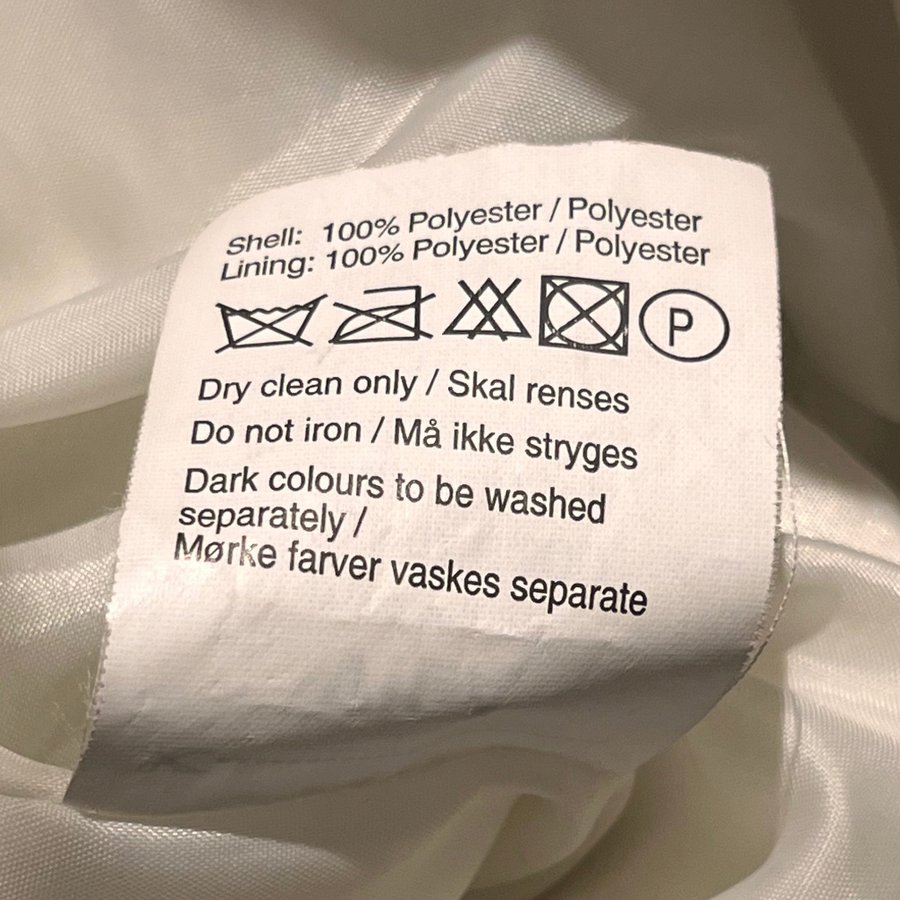 Shell: 100% Polyester / Polyester
Lining: 100% Polyester / Polyester
P
Dry clean only / Skal renses
Do not iron / Må ikke stryges
Dark colours to be washed
separately /
Mørke farver vaskes separate